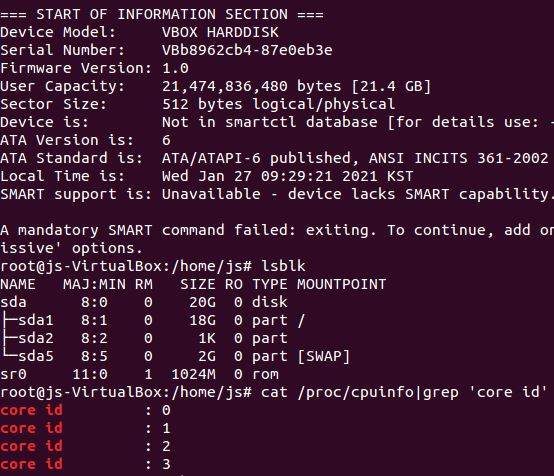 === START OF INFORMATION SECTION ===
Device Model:     VBOX HARDDISK
Serial Number:    VBb8962cb4-87e0eb3e
Firmware Version: 1.0
User Capacity:    21,474,836,480 bytes [21.4 GB]
Sector Size:      512 bytes logical/physical
Device is:        Not in smartctl database [for details use: -
ATA Version is:   6
ATA Standard is:  ATA/ATAPI-6 published, ANSI INCITS 361-2002
Local Time is:    Wed Jan 27 09:29:21 2021 KST
SMART support is: Unavailable - device lacks SMART capability.
A mandatory SMART command failed: exiting. To continue, add on
issive' options.
root@js-VirtualBox:/home/js# lsblk
NAME   MAJ:MIN RM  SIZE RO TYPE MOUNTPOINT
sda      8:0    0   20G  0 disk
├─sda1   8:1    0   18G  0 part /
├─sda2   8:2    0    1K  0 part
└─sda5   8:5    0    2G  0 part [SWAP]
sr0     11:0    1 1024M  0 rom
root@js-VirtualBox:/home/js# cat /proc/cpuinfo|grep 'core id'
core id         : 0
core id         : 1
core id         : 2
core id         : 3